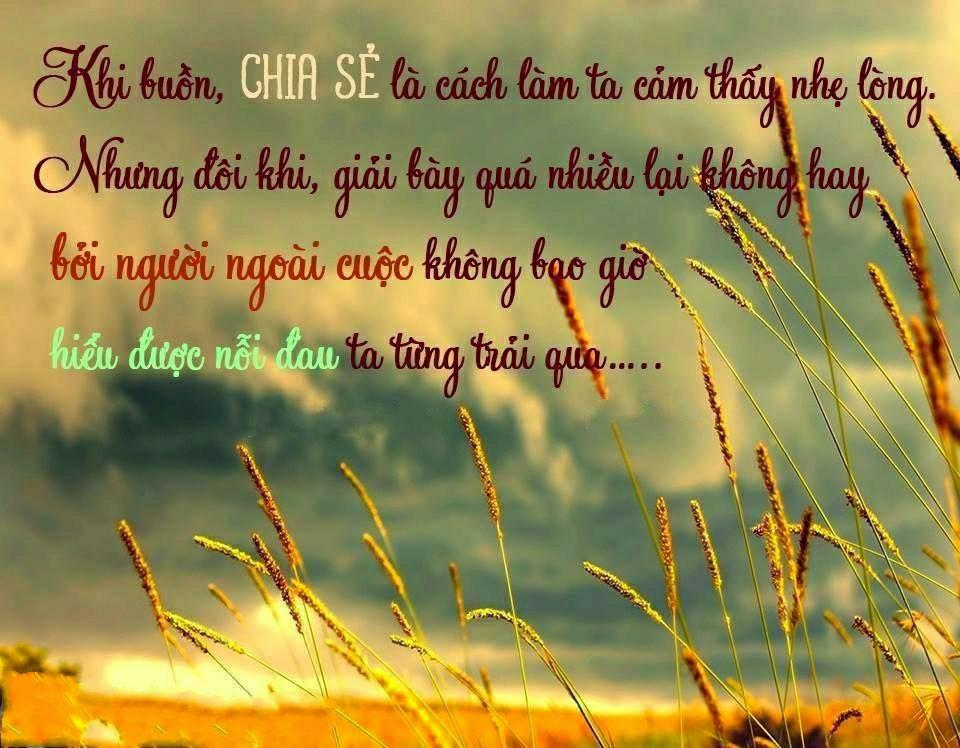 Khi buồn, CHIA SẺ là cách làm ta cảm thấy nhẹ lòng.
Nhưng đôi khi, giải bày quá nhiều lại không hay
bởi người ngoài cuộc không bao giờ
hiểu được nỗi đau ta từng trải qua.....